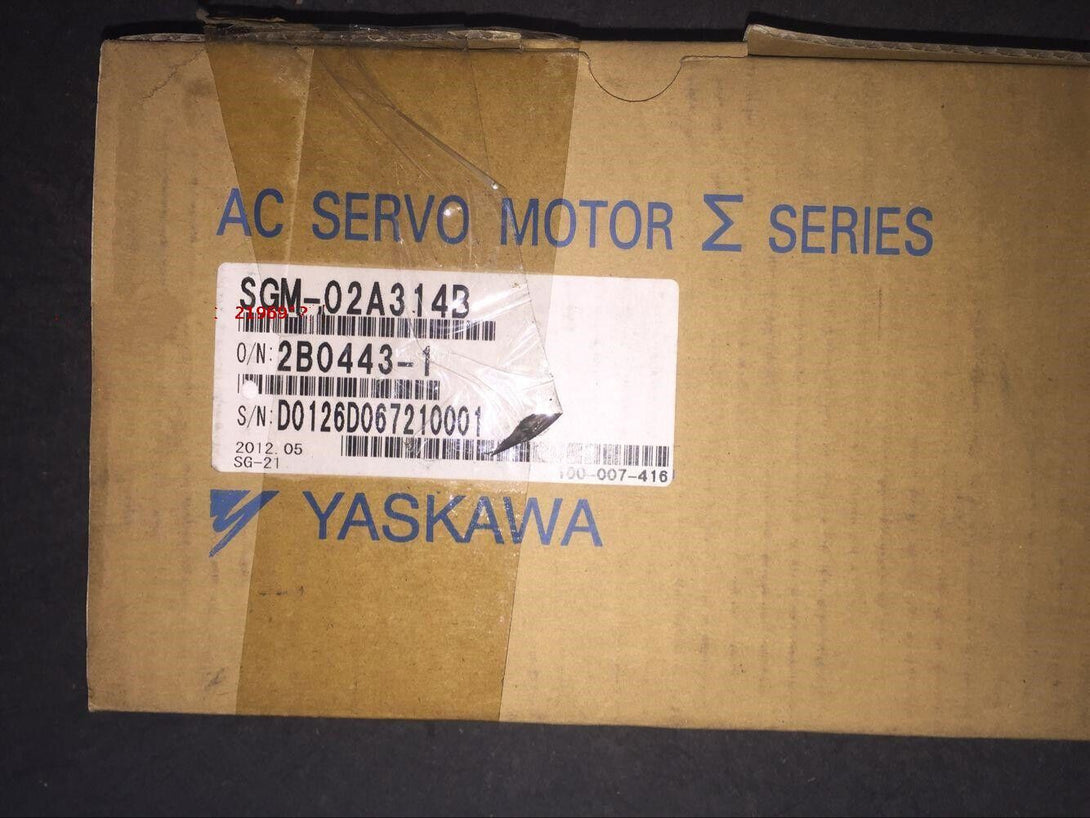 AC SERVO MOTOR Σ SERIES
SGM-02A314B
O/N: 2B0443-1
S/N: D0126D067210001
2012.05
SG-21
100-007-416
YASKAWA